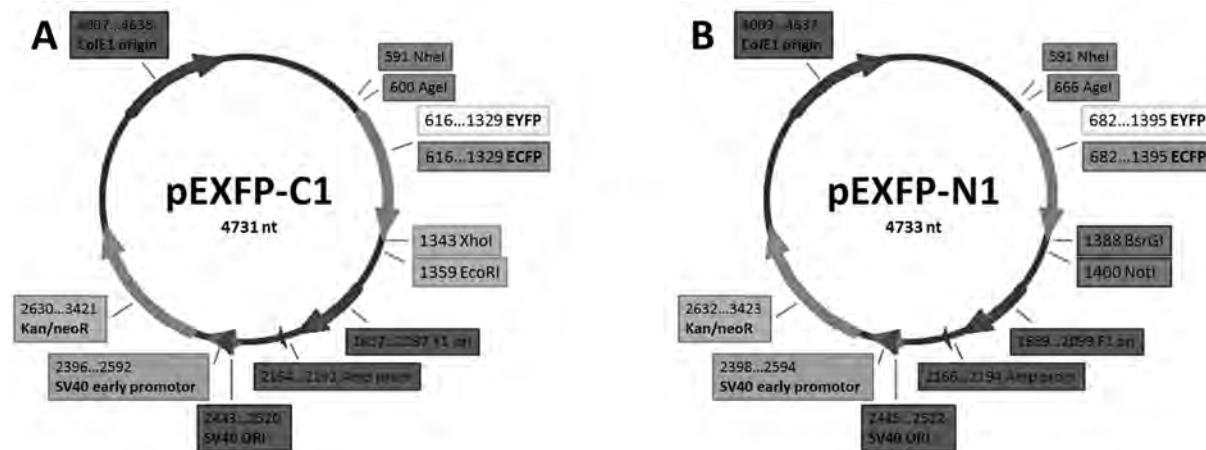 A
ColE1 origin
591 NheI
600 AgeI
616...1329 EYFP
616...1329 ECFP
pEXFP-C1
4731 nt
1343 XhoI
1359 EcoRI
2630...3421
Kan/neoR
F1 ori
2396...2592
SV40 early promotor
2164...2192 Amp prom
2443...2520
SV40 ORI
B
4009...4637
ColE1 origin
591 NheI
666 AgeI
682...1395 EYFP
682...1395 ECFP
pEXFP-N1
4733 nt
1388 BsrGI
1400 NotI
2632...3423
Kan/neoR
1639...2099 F1 ori
2398...2594
SV40 early promotor
2166...2194 Amp prom
2445...2522
SV40 ORI